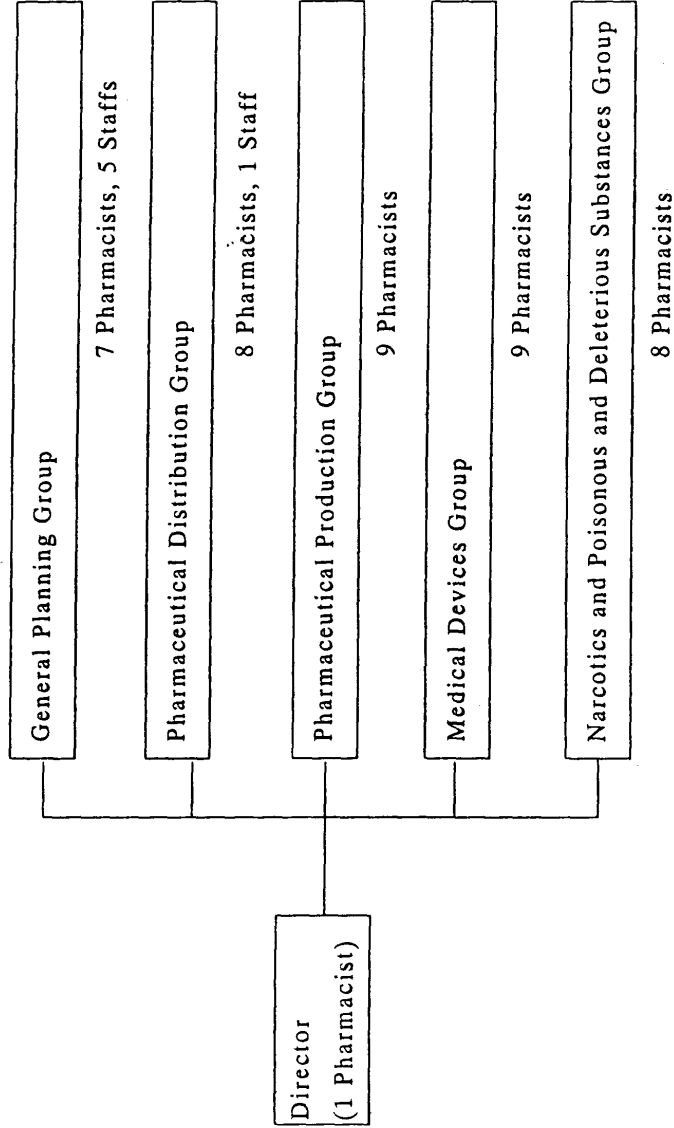 Director
(1 Pharmacist)
General Planning Group
7 Pharmacists, 5 Staffs
Pharmaceutical Distribution Group
8 Pharmacists, 1 Staff
Pharmaceutical Production Group
9 Pharmacists
Medical Devices Group
9 Pharmacists
Narcotics and Poisonous and Deleterious Substances Group
8 Pharmacists